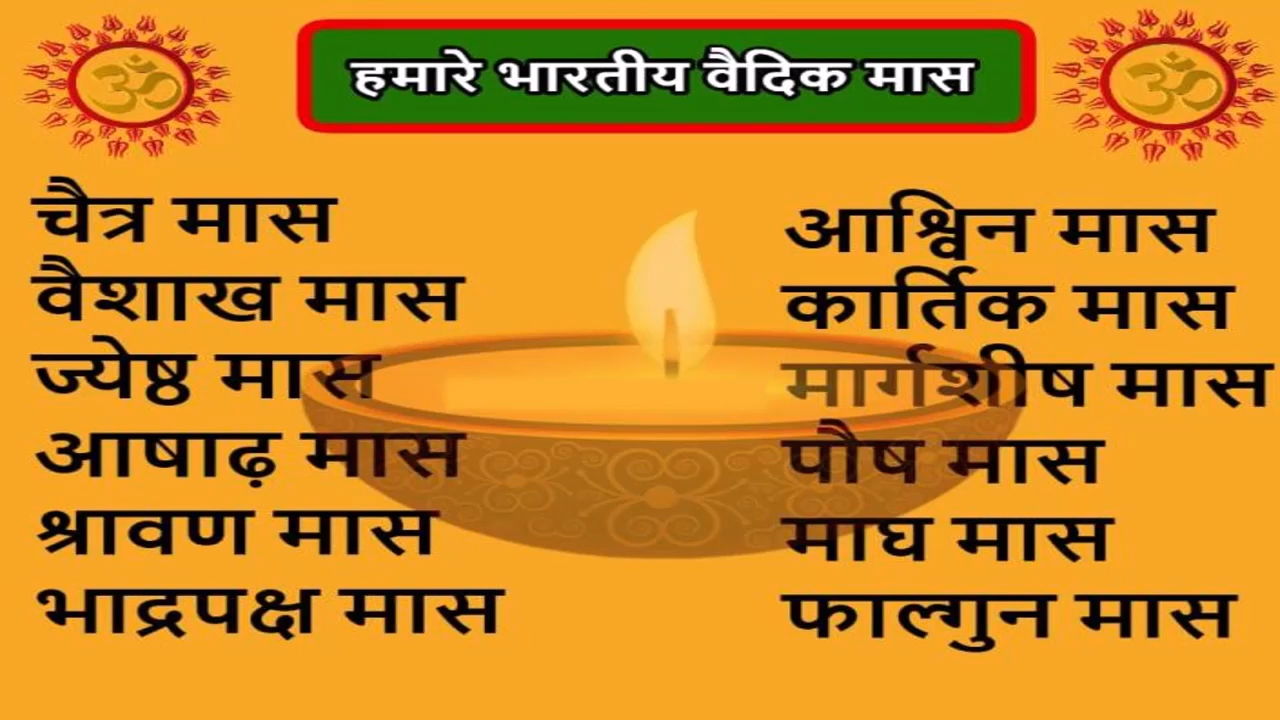 हमारे भारतीय वैदिक मास
ॐ
ॐ
चैत्र मास
वैशाख मास
ज्येष्ठ मास
आषाढ़ मास
श्रावण मास
भाद्रपक्ष मास
आश्विन मास
कार्तिक मास
मार्गशीष मास
पौष मास
माघ मास
फाल्गुन मास